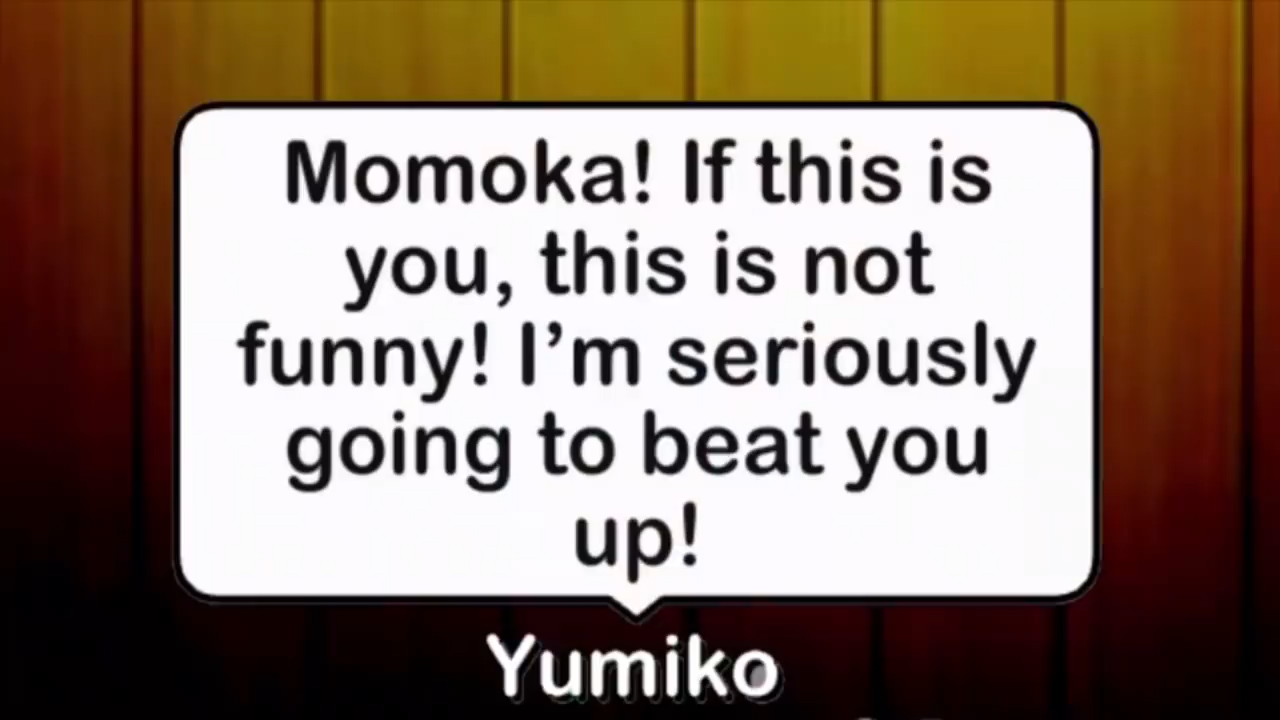 Momoka! If this is
you, this is not
funny! I’m seriously
going to beat you
up!
Yumiko